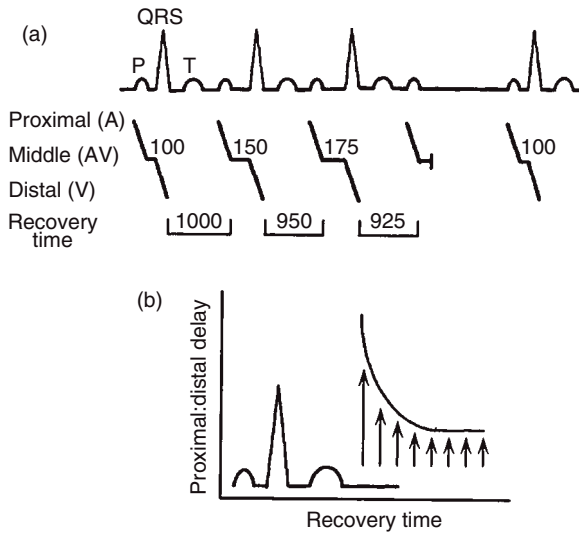 (a)
QRS
P T
Proximal (A)
Middle (AV) 100 150 175 100
Distal (V)
Recovery time 1000 950 925
(b)
Proximal:distal delay
Recovery time